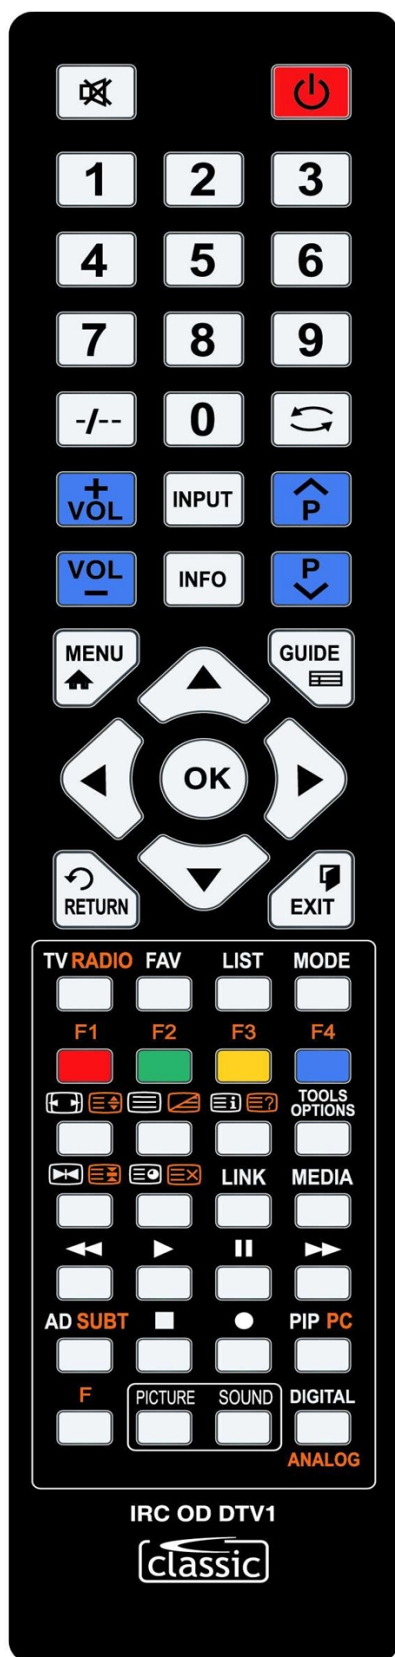 1 2 3
4 5 6
7 8 9
-/-- 0
+ VOL INPUT P
VOL − INFO P
MENU GUIDE
OK
RETURN EXIT
TV RADIO FAV LIST MODE
F1 F2 F3 F4
TOOLS
OPTIONS
LINK MEDIA
AD SUBT PIP PC
F PICTURE SOUND DIGITAL
ANALOG
IRC OD DTV1
classic